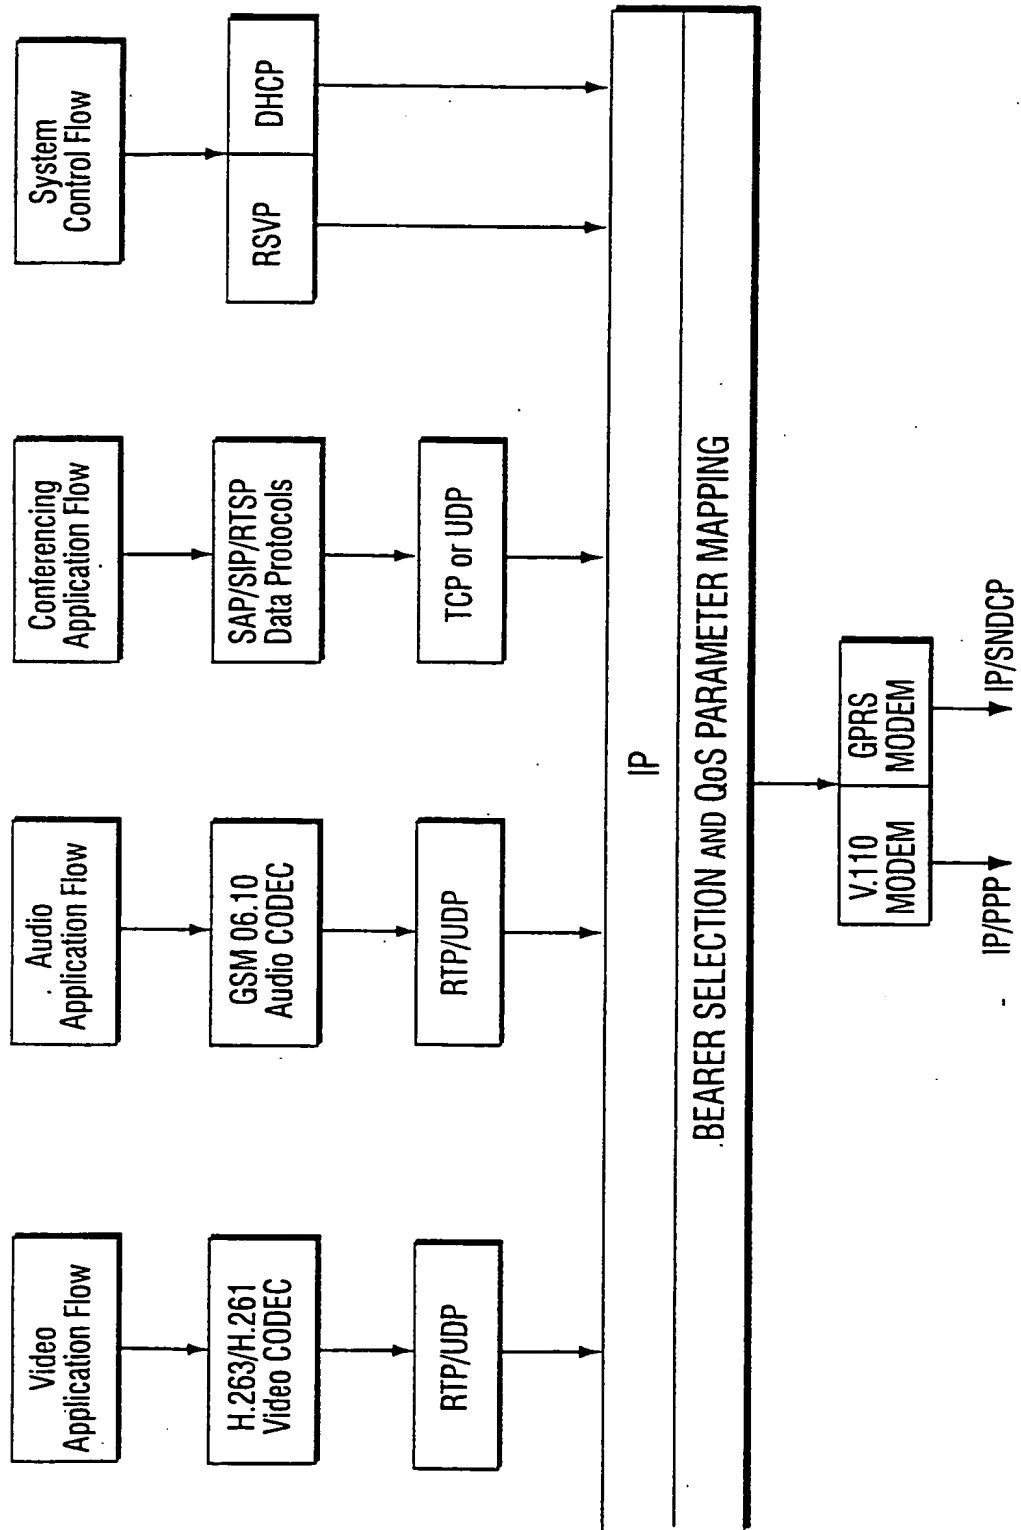 Video
Application Flow
H.263/H.261
Video CODEC
RTP/UDP
Audio
Application Flow
GSM 06.10
Audio CODEC
RTP/UDP
Conferencing
Application Flow
SAP/SIP/RTSP
Data Protocols
TCP or UDP
System
Control Flow
RSVP
DHCP
IP
BEARER SELECTION AND QoS PARAMETER MAPPING
V.110
MODEM
GPRS
MODEM
IP/PPP
IP/SNDCP